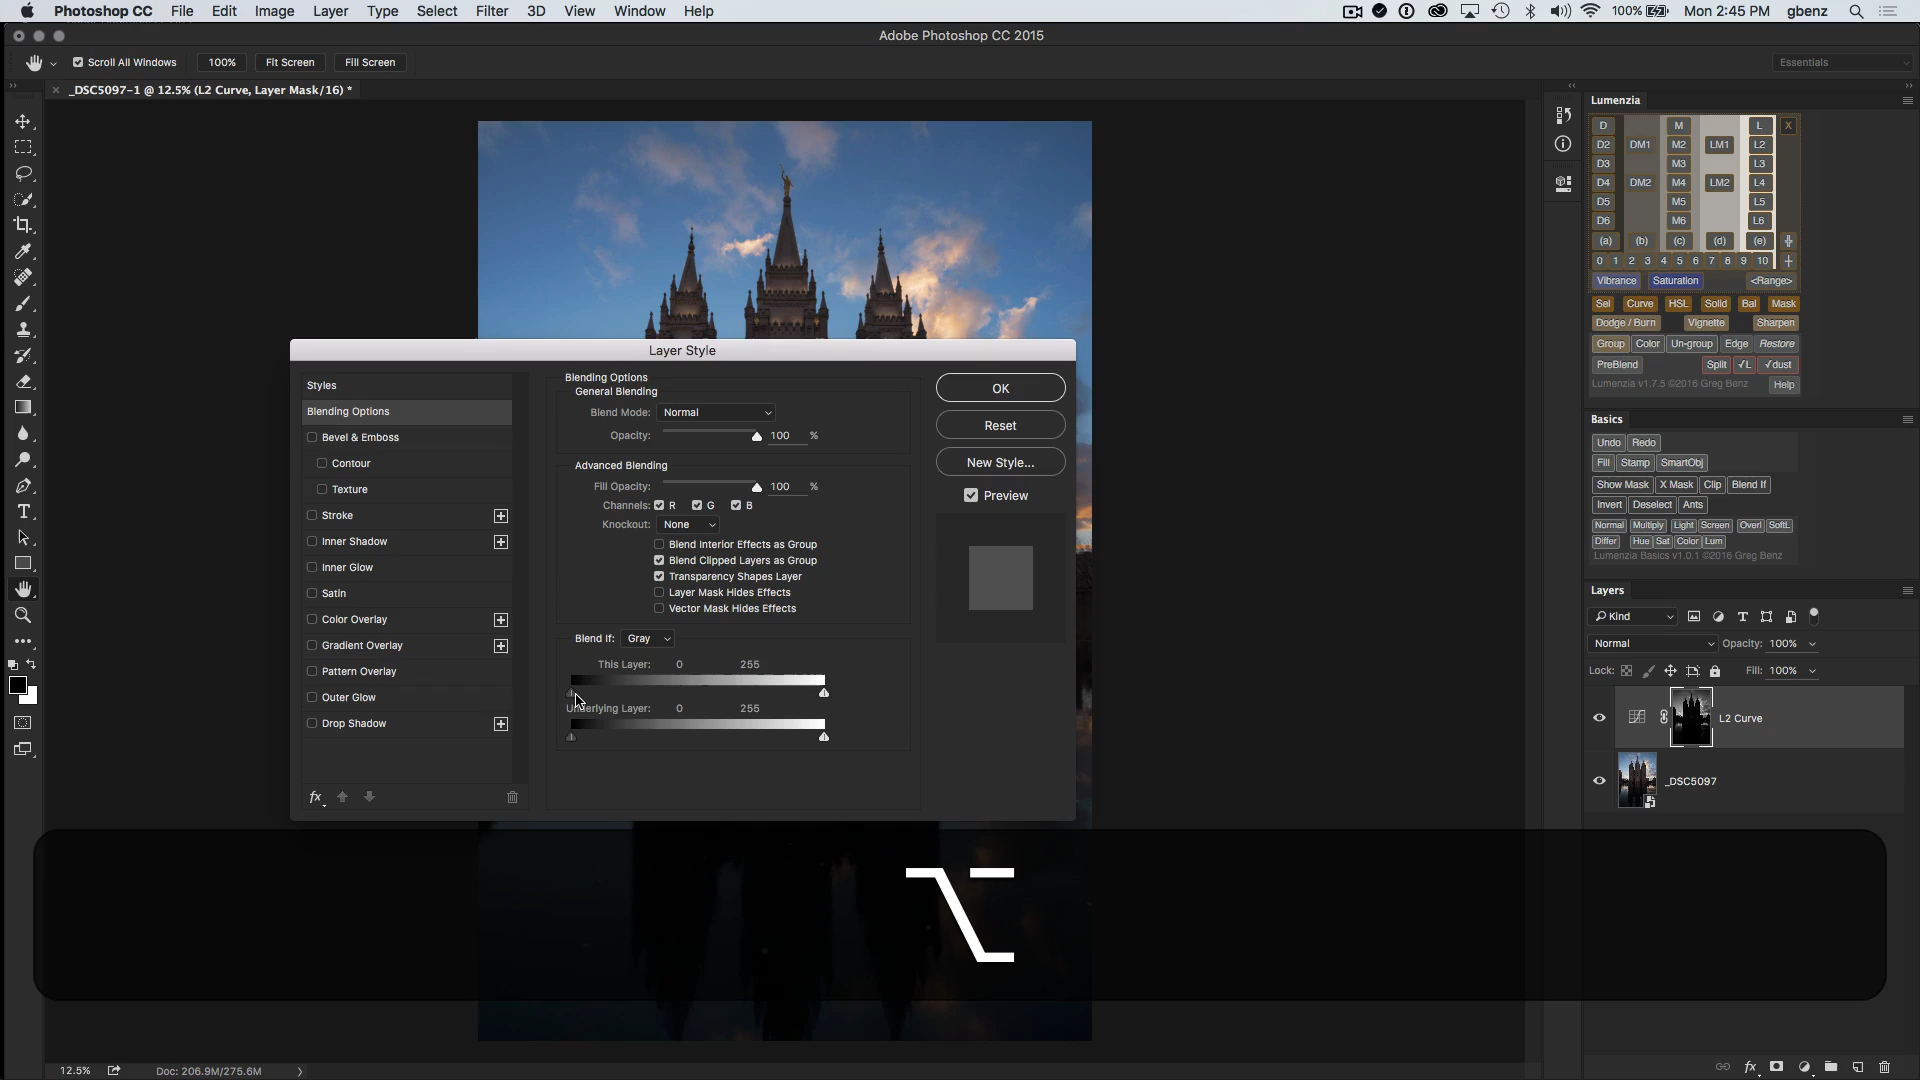 Photoshop CC File Edit Image Layer Type Select Filter 3D View Window Help 100% Mon 2:45 PM gbenz
Adobe Photoshop CC 2015
Scroll All Windows 100% Fit Screen Fill Screen Essentials
_DSC5097-1 @ 12.5% (L2 Curve, Layer Mask/16) *
Lumenzia
D M L X
D2 DM1 M2 LM1 L2
D3 M3 L3
D4 DM2 M4 LM2 L4
D5 M5 L5
D6 M6 L6
(a) (b) (c) (d) (e)
0 1 2 3 4 5 6 7 8 9 10
Vibrance Saturation <Range>
Sel Curve HSL Solid Bal Mask
Dodge / Burn Vignette Sharpen
Group Color Un-group Edge Restore
PreBlend Split √L √dust
Lumenzia v1.7.5 ©2016 Greg Benz Help
Basics
Undo Redo
Fill Stamp SmartObj
Show Mask X Mask Clip Blend If
Invert Deselect Ants
Normal Multiply Light Screen Overl SoftL
Differ Hue Sat Color Lum
Lumenzia Basics v1.0.1 ©2016 Greg Benz
Layers
Kind
Normal Opacity: 100%
Lock: Fill: 100%
L2 Curve
_DSC5097
Layer Style
Styles
Blending Options
Bevel & Emboss
Contour
Texture
Stroke
Inner Shadow
Inner Glow
Satin
Color Overlay
Gradient Overlay
Pattern Overlay
Outer Glow
Drop Shadow
fx
Blending Options
General Blending
Blend Mode: Normal
Opacity: 100 %
Advanced Blending
Fill Opacity: 100 %
Channels: R G B
Knockout: None
Blend Interior Effects as Group
Blend Clipped Layers as Group
Transparency Shapes Layer
Layer Mask Hides Effects
Vector Mask Hides Effects
Blend If: Gray
This Layer: 0 255
Underlying Layer: 0 255
OK
Reset
New Style...
Preview
⌥
12.5% Doc: 206.9M/275.6M
fx